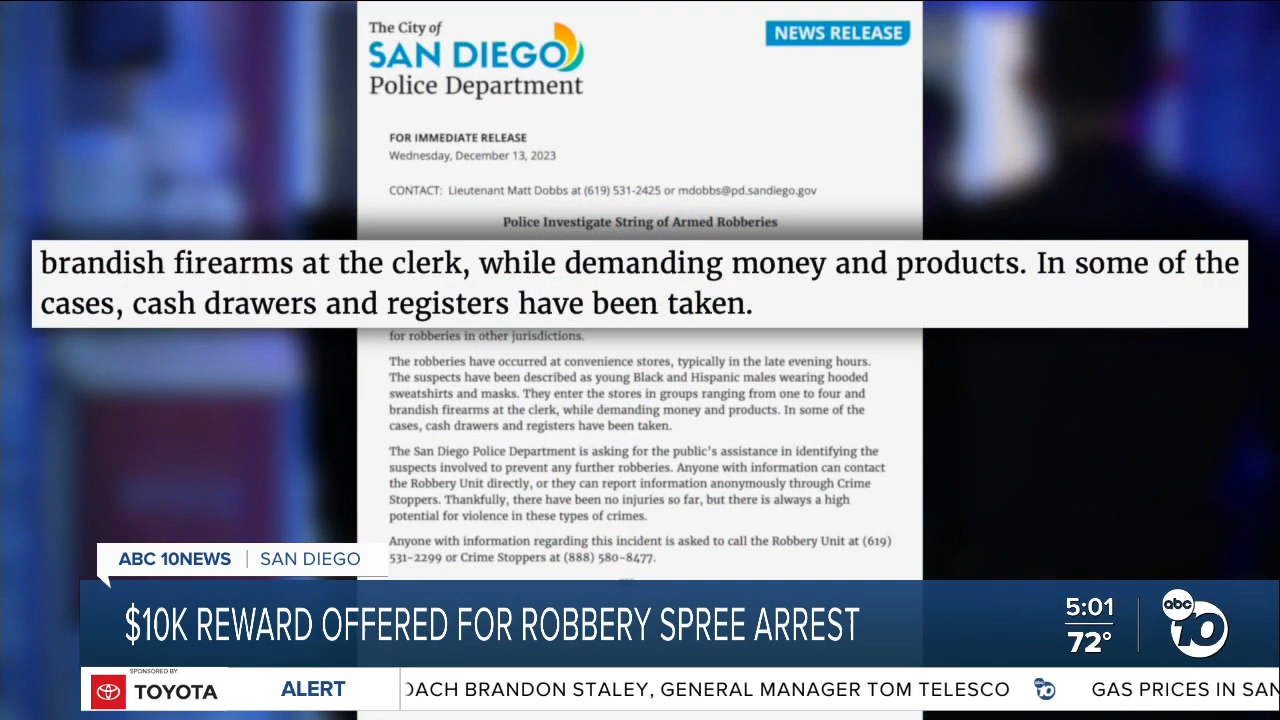 The City of
SAN DIEGO
Police Department
NEWS RELEASE
FOR IMMEDIATE RELEASE
Wednesday, December 13, 2023
CONTACT: Lieutenant Matt Dobbs at (619) 531-2425 or mdobbs@pd.sandiego.gov
Police Investigate String of Armed Robberies
brandish firearms at the clerk, while demanding money and products. In some of the
cases, cash drawers and registers have been taken.
for robberies in other jurisdictions.
The robberies have occurred at convenience stores, typically in the late evening hours.
The suspects have been described as young Black and Hispanic males wearing hooded
sweatshirts and masks. They enter the stores in groups ranging from one to four and
brandish firearms at the clerk, while demanding money and products. In some of the
cases, cash drawers and registers have been taken.
The San Diego Police Department is asking for the public's assistance in identifying the
suspects involved to prevent any further robberies. Anyone with information can contact
the Robbery Unit directly, or they can report information anonymously through Crime
Stoppers. Thankfully, there have been no injuries so far, but there is always a high
potential for violence in these types of crimes.
Anyone with information regarding this incident is asked to call the Robbery Unit at (619)
531-2299 or Crime Stoppers at (888) 580-8477.
ABC 10NEWS | SAN DIEGO
$10K REWARD OFFERED FOR ROBBERY SPREE ARREST
5:01
72°
abc
10
SPONSORED BY:
TOYOTA
ALERT
OACH BRANDON STALEY, GENERAL MANAGER TOM TELESCO
abc 10
GAS PRICES IN SAN